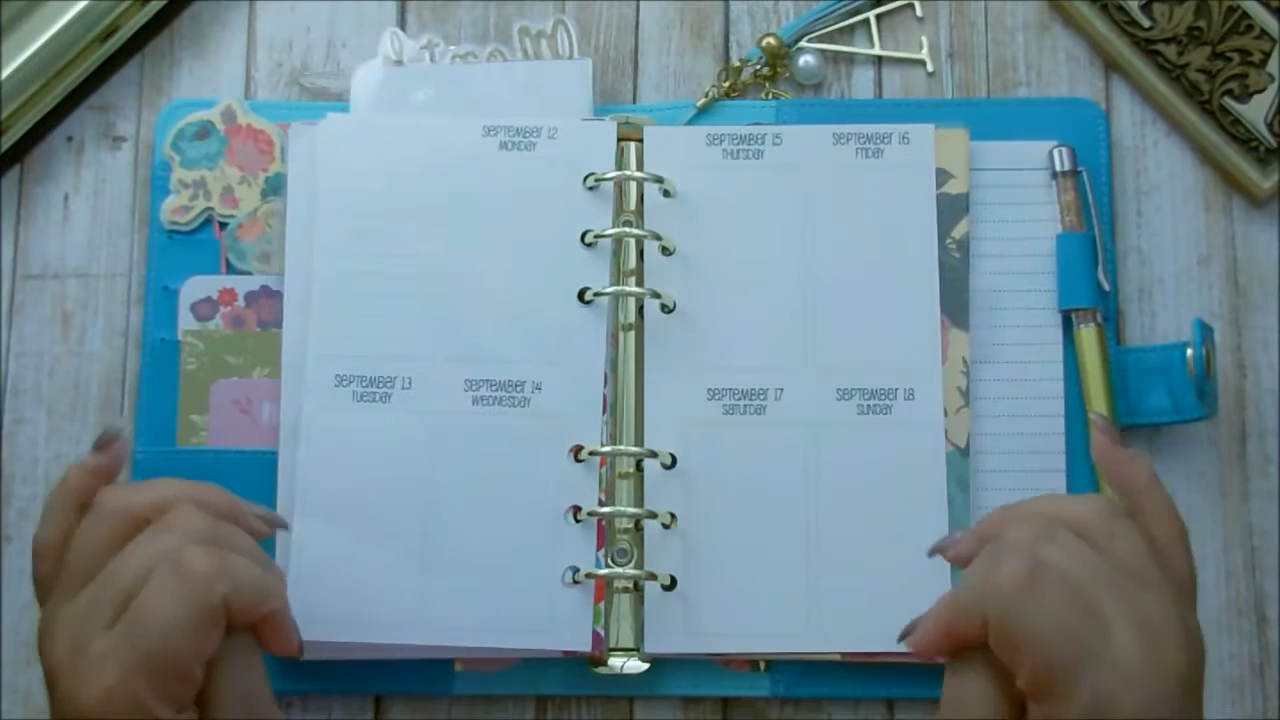 A
SEPTEMBER 12
MONDAY
SEPTEMBER 13
TUESDAY
SEPTEMBER 14
WEDNESDAY
SEPTEMBER 15
THURSDAY
SEPTEMBER 16
FRIDAY
SEPTEMBER 17
SATURDAY
SEPTEMBER 18
SUNDAY